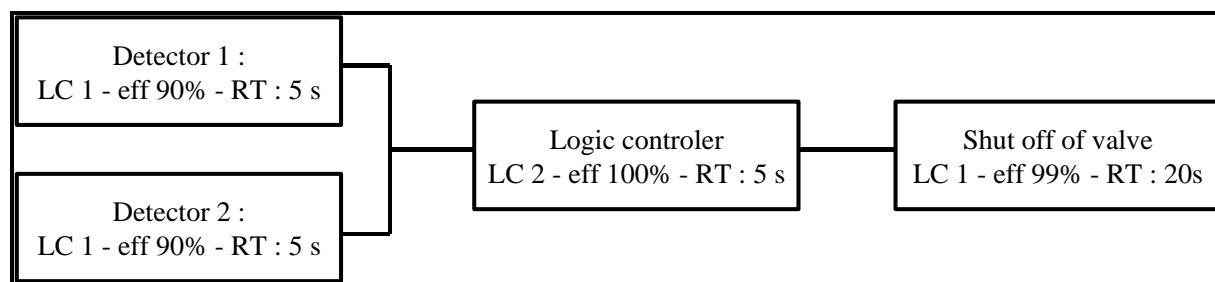 Detector 1 :
LC 1 - eff 90% - RT : 5 s
Detector 2 :
LC 1 - eff 90% - RT : 5 s
Logic controler
LC 2 - eff 100% - RT : 5 s
Shut off of valve
LC 1 - eff 99% - RT : 20s